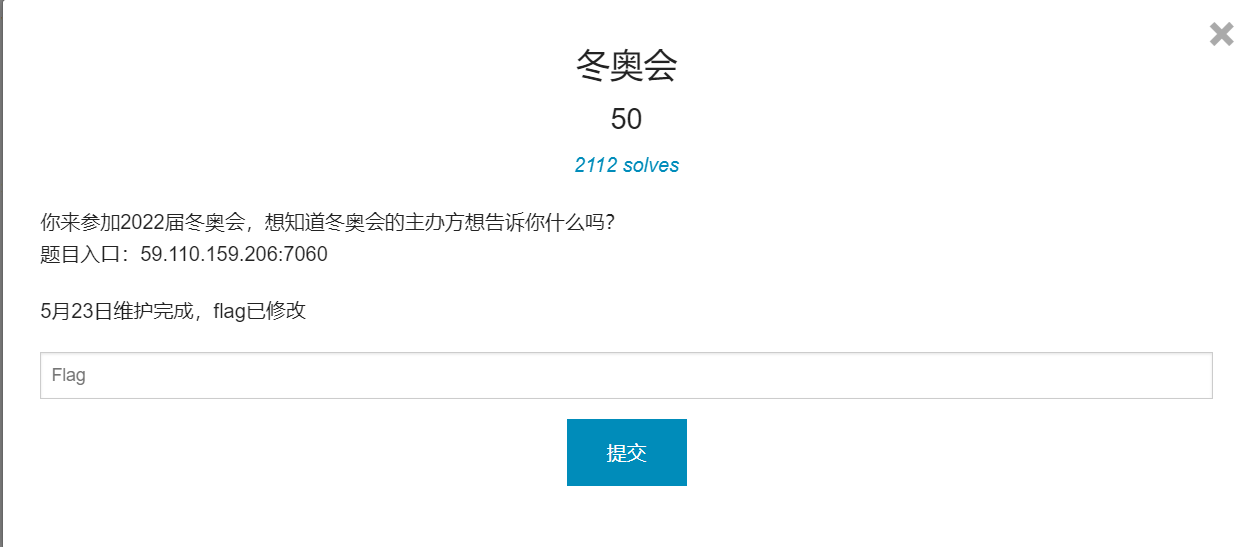 冬奥会
50
2112 solves
你来参加2022届冬奥会，想知道冬奥会的主办方想告诉你什么吗？
题目入口：59.110.159.206:7060
5月23日维护完成，flag已修改
Flag
提交